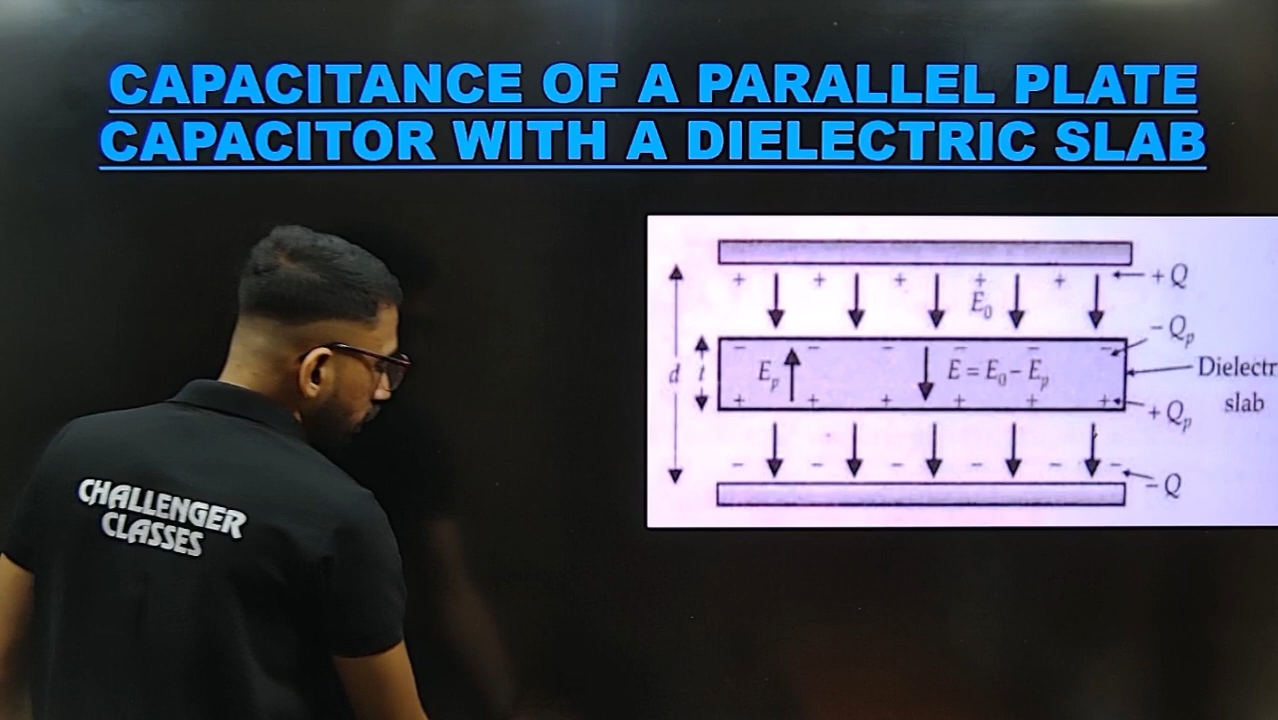 CAPACITANCE OF A PARALLEL PLATE
CAPACITOR WITH A DIELECTRIC SLAB
CHALLENGER
CLASSES
+ + + + +
+Q
E₀
−Qₚ
− − − − − −
d
t
Eₚ
E = E₀ − Eₚ
Dielectr
slab
+ + + + + +
+Qₚ
− − − − − −
−Q